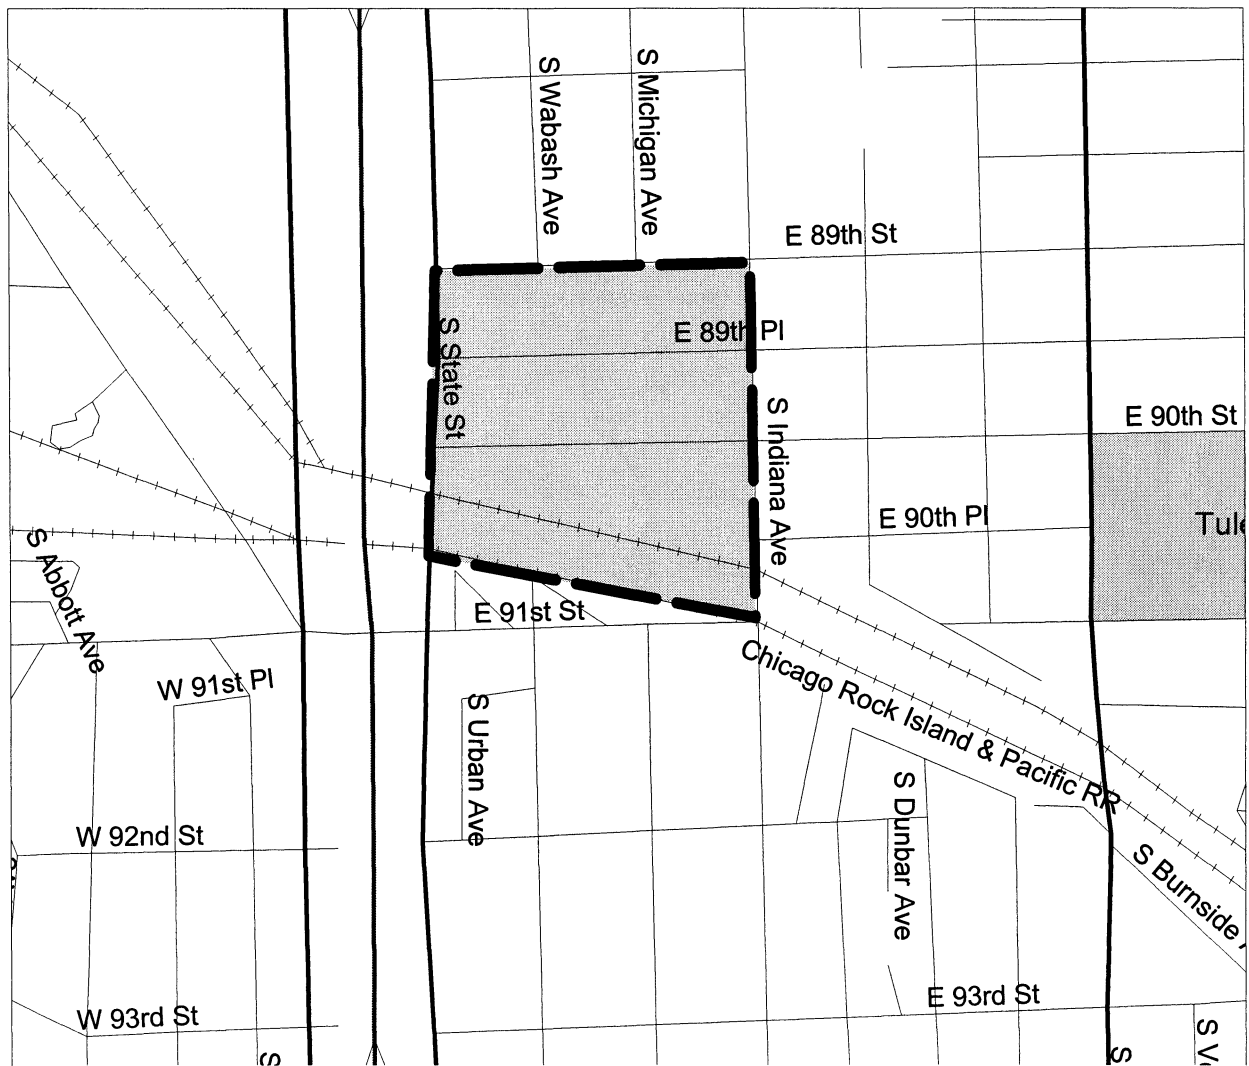 S Wabash Ave
S Michigan Ave
E 89th St
E 89th Pl
S State St
S Indiana Ave
E 90th St
E 90th Pl
Tule
S Abbott Ave
E 91st St
Chicago Rock Island & Pacific RR
W 91st Pl
S Urban Ave
S Dunbar Ave
W 92nd St
S Burnside
E 93rd St
W 93rd St
S
S
S V